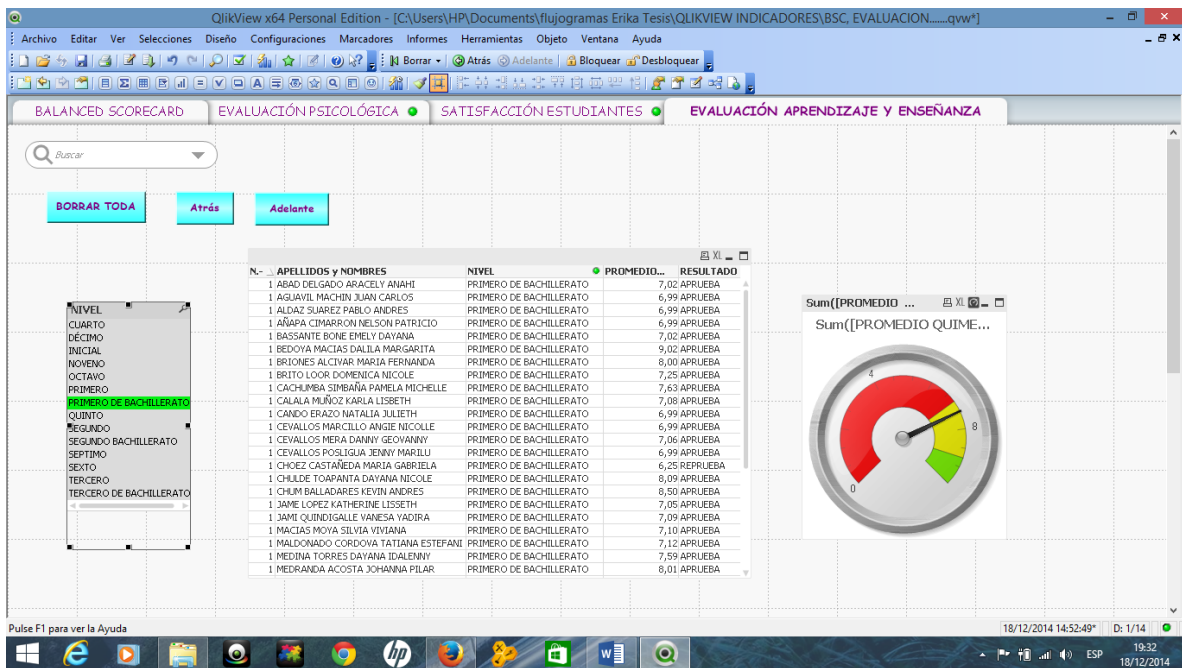 QlikView x64 Personal Edition - [C:\Users\HP\Documents\flujogramas Erika Tesis\QLIKVIEW INDICADORES\BSC, EVALUACION.......qvw*]
Archivo Editar Ver Selecciones Diseño Configuraciones Marcadores Informes Herramientas Objeto Ventana Ayuda
Borrar Atrás Adelante Bloquear Desbloquear
BALANCED SCORECARD EVALUACIÓN PSICOLÓGICA SATISFACCIÓN ESTUDIANTES EVALUACIÓN APRENDIZAJE Y ENSEÑANZA
Buscar
BORRAR TODA Atrás Adelante
XL
N.- APELLIDOS y NOMBRES NIVEL PROMEDIO... RESULTADO
1 ABAD DELGADO ARACELY ANAHI PRIMERO DE BACHILLERATO 7,02 APRUEBA
1 AGUAVIL MACHIN JUAN CARLOS PRIMERO DE BACHILLERATO 6,99 APRUEBA
1 ALDAZ SUAREZ PABLO ANDRES PRIMERO DE BACHILLERATO 6,99 APRUEBA
1 AÑAPA CIMARRON NELSON PATRICIO PRIMERO DE BACHILLERATO 6,99 APRUEBA
1 BASSANTE BONE EMELY DAYANA PRIMERO DE BACHILLERATO 7,02 APRUEBA
1 BEDOYA MACIAS DALILA MARGARITA PRIMERO DE BACHILLERATO 9,02 APRUEBA
1 BRIONES ALCIVAR MARIA FERNANDA PRIMERO DE BACHILLERATO 8,00 APRUEBA
1 BRITO LOOR DOMENICA NICOLE PRIMERO DE BACHILLERATO 7,25 APRUEBA
1 CACHUMBA SIMBAÑA PAMELA MICHELLE PRIMERO DE BACHILLERATO 7,63 APRUEBA
1 CALALA MUÑOZ KARLA LISBETH PRIMERO DE BACHILLERATO 7,08 APRUEBA
1 CANDO ERAZO NATALIA JULIETH PRIMERO DE BACHILLERATO 6,99 APRUEBA
1 CEVALLOS MARCILLO ANGIE NICOLLE PRIMERO DE BACHILLERATO 6,99 APRUEBA
1 CEVALLOS MERA DANNY GEOVANNY PRIMERO DE BACHILLERATO 7,06 APRUEBA
1 CEVALLOS POSLIGUA JENNY MARILU PRIMERO DE BACHILLERATO 6,99 APRUEBA
1 CHOEZ CASTAÑEDA MARIA GABRIELA PRIMERO DE BACHILLERATO 6,25 REPRUEBA
1 CHULDE TOAPANTA DAYANA NICOLE PRIMERO DE BACHILLERATO 8,09 APRUEBA
1 CHUM BALLADARES KEVIN ANDRES PRIMERO DE BACHILLERATO 8,50 APRUEBA
1 JAME LOPEZ KATHERINE LISSETH PRIMERO DE BACHILLERATO 7,05 APRUEBA
1 JAMI QUINDIGALLE VANESA YADIRA PRIMERO DE BACHILLERATO 7,09 APRUEBA
1 MACIAS MOYA SILVIA VIVIANA PRIMERO DE BACHILLERATO 7,10 APRUEBA
1 MALDONADO CORDOVA TATIANA ESTEFANI PRIMERO DE BACHILLERATO 7,12 APRUEBA
1 MEDINA TORRES DAYANA IDALENNY PRIMERO DE BACHILLERATO 7,59 APRUEBA
1 MEDRANDA ACOSTA JOHANNA PILAR PRIMERO DE BACHILLERATO 8,01 APRUEBA
NIVEL
CUARTO
DÉCIMO
INICIAL
NOVENO
OCTAVO
PRIMERO
PRIMERO DE BACHILLERATO
QUINTO
SEGUNDO
SEGUNDO BACHILLERATO
SEPTIMO
SEXTO
TERCERO
TERCERO DE BACHILLERATO
Sum([PROMEDIO ... XL
Sum([PROMEDIO QUIME...
4
8
0
Pulse F1 para ver la Ayuda 18/12/2014 14:52:49* D: 1/14
hp
ESP 19:32
18/12/2014